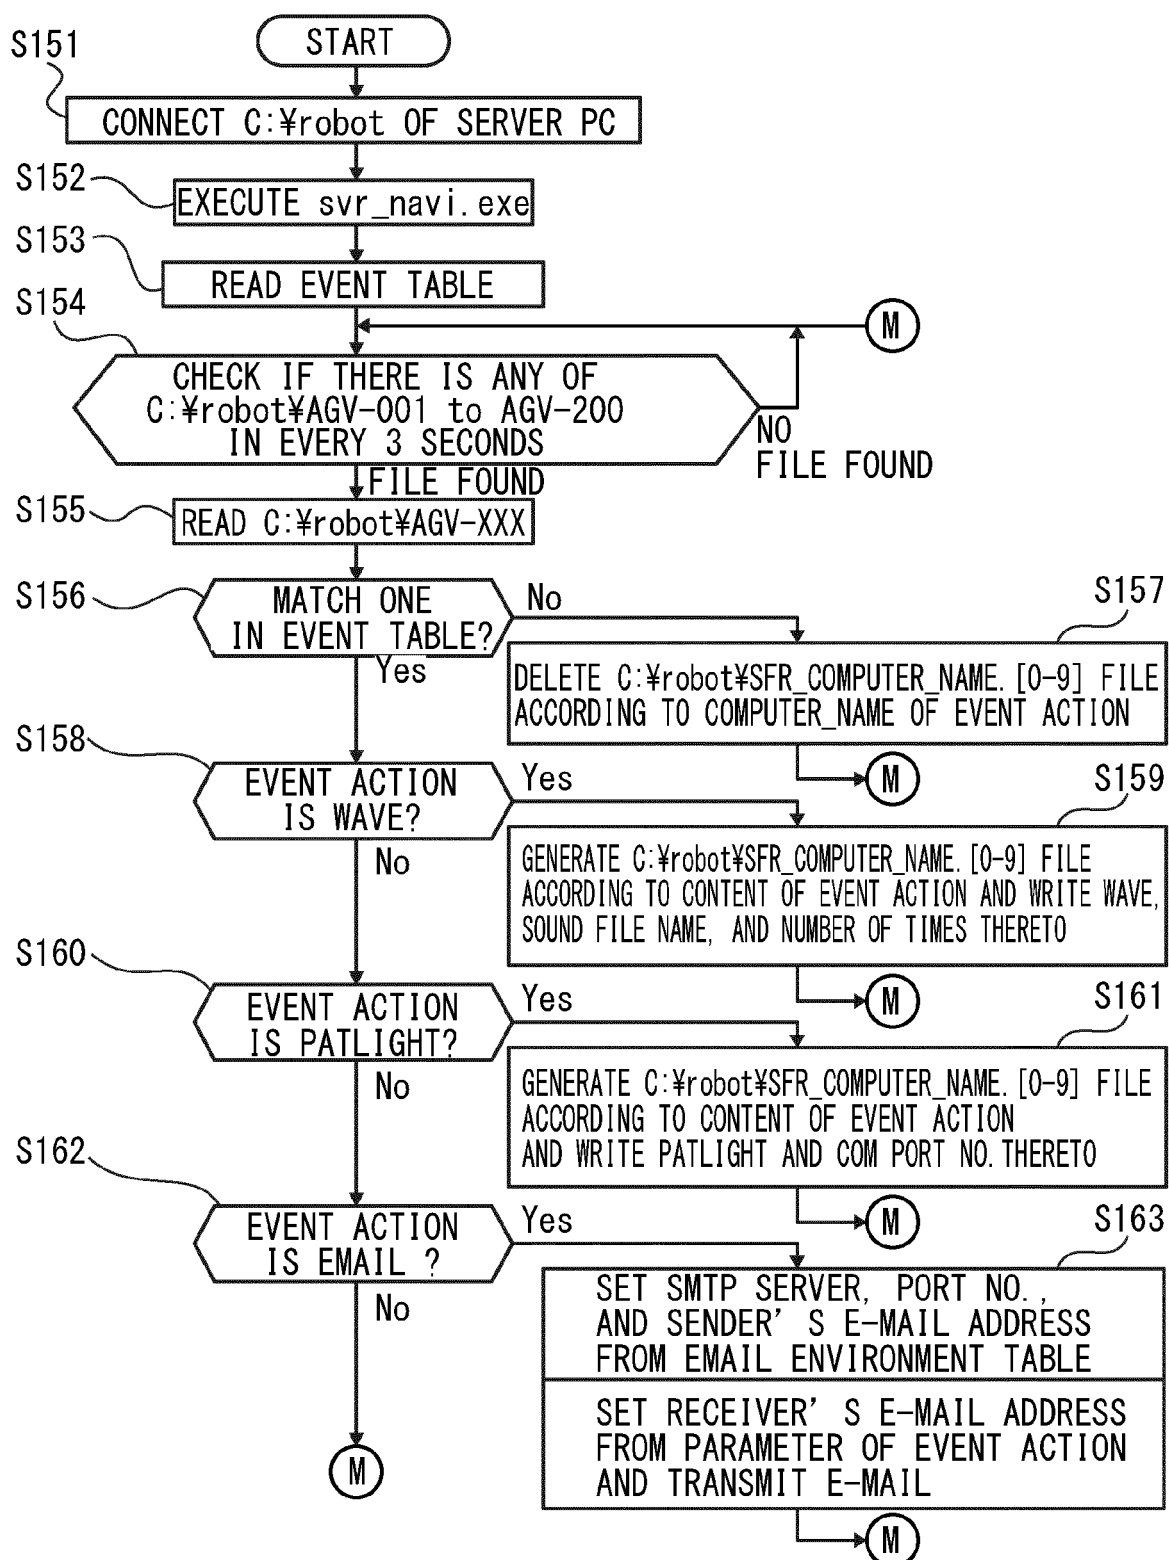 S151
START
CONNECT C:¥robot OF SERVER PC
S152
EXECUTE svr_navi.exe
S153
READ EVENT TABLE
S154
M
CHECK IF THERE IS ANY OF
C:¥robot¥AGV-001 to AGV-200
IN EVERY 3 SECONDS
NO
FILE FOUND
FILE FOUND
S155
READ C:¥robot¥AGV-XXX
S156
MATCH ONE
IN EVENT TABLE?
No
Yes
S157
DELETE C:¥robot¥SFR_COMPUTER_NAME.[0-9] FILE
ACCORDING TO COMPUTER_NAME OF EVENT ACTION
M
S158
EVENT ACTION
IS WAVE?
Yes
No
S159
GENERATE C:¥robot¥SFR_COMPUTER_NAME.[0-9] FILE
ACCORDING TO CONTENT OF EVENT ACTION AND WRITE WAVE,
SOUND FILE NAME, AND NUMBER OF TIMES THERETO
M
S160
EVENT ACTION
IS PATLIGHT?
Yes
No
S161
GENERATE C:¥robot¥SFR_COMPUTER_NAME.[0-9] FILE
ACCORDING TO CONTENT OF EVENT ACTION
AND WRITE PATLIGHT AND COM PORT NO.THERETO
M
S162
EVENT ACTION
IS EMAIL ?
Yes
No
S163
SET SMTP SERVER, PORT NO.,
AND SENDER' S E-MAIL ADDRESS
FROM EMAIL ENVIRONMENT TABLE
SET RECEIVER' S E-MAIL ADDRESS
FROM PARAMETER OF EVENT ACTION
AND TRANSMIT E-MAIL
M
M